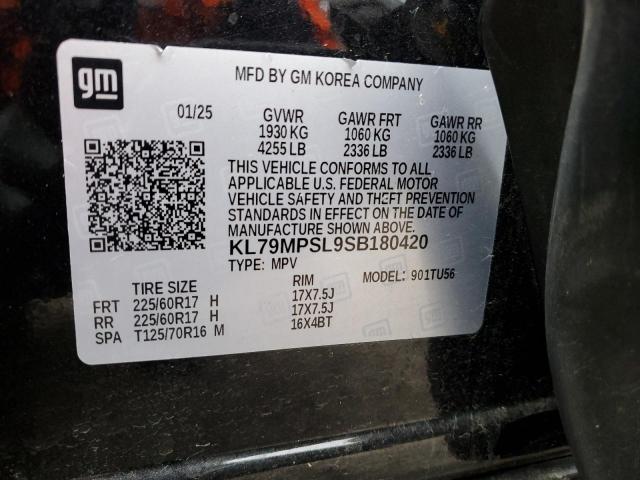 gm
MFD BY GM KOREA COMPANY
01/25 GVWR GAWR FRT GAWR RR
1930 KG 1060 KG 1060 KG
4255 LB 2336 LB 2336 LB
THIS VEHICLE CONFORMS TO ALL
APPLICABLE U.S. FEDERAL MOTOR
VEHICLE SAFETY AND THEFT PREVENTION
STANDARDS IN EFFECT ON THE DATE OF
MANUFACTURE SHOWN ABOVE.
KL79MPSL9SB180420
TYPE: MPV MODEL: 901TU56
TIRE SIZE RIM
FRT 225/60R17 H 17X7.5J
RR 225/60R17 H 17X7.5J
SPA T125/70R16 M 16X4BT